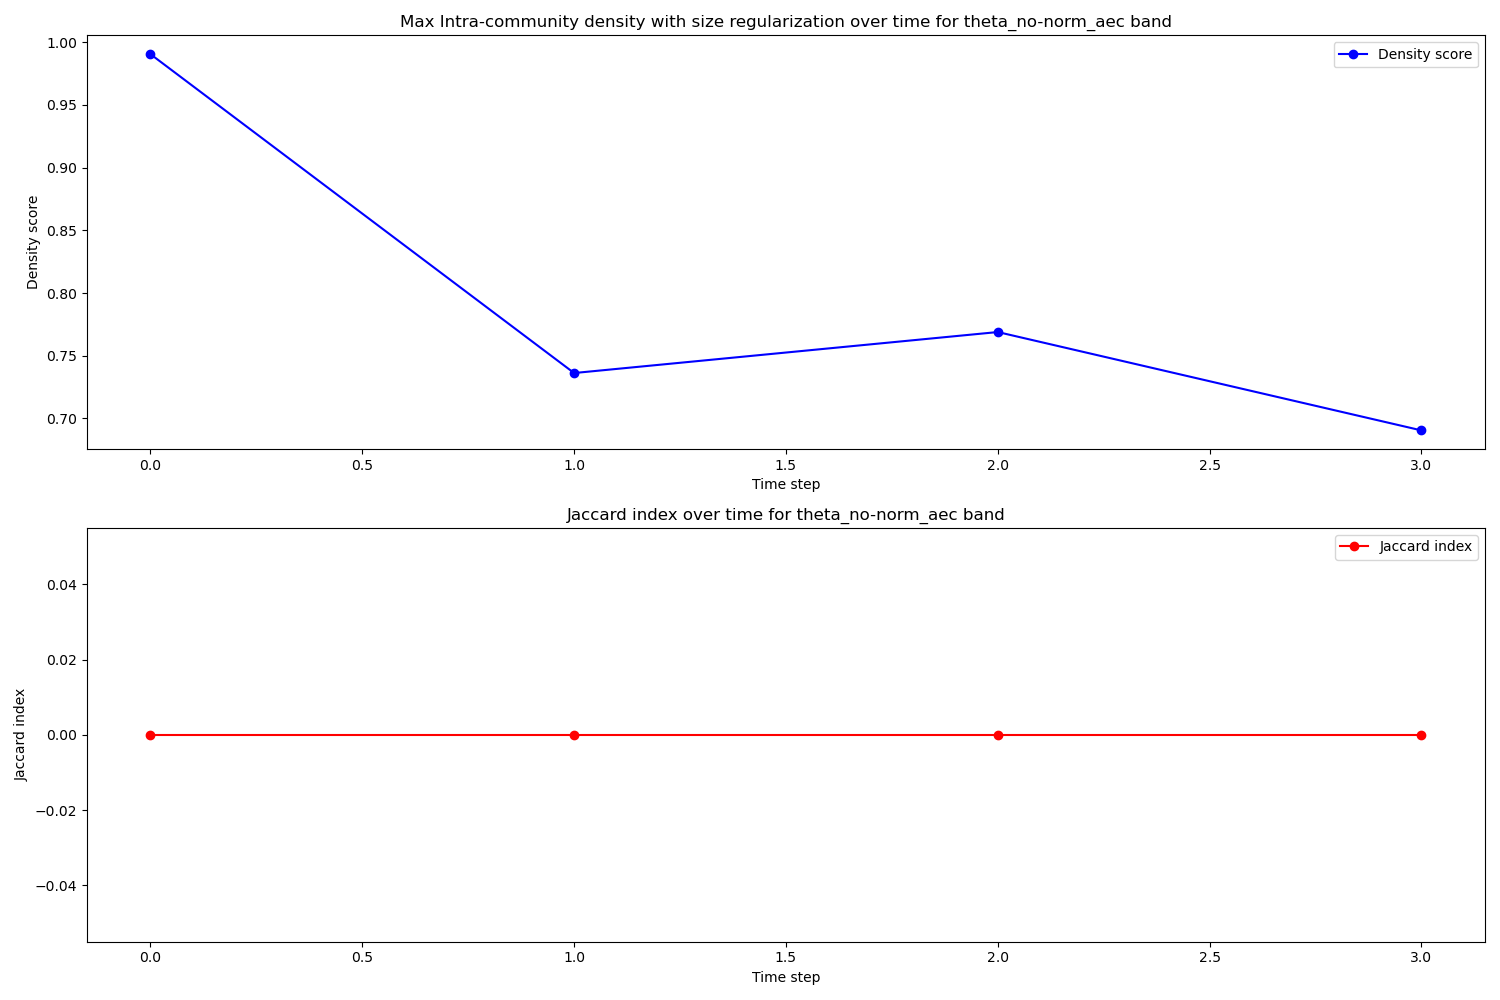 Max Intra-community density with size regularization over time for theta_no-norm_aec band
Density score
1.00
0.95
0.90
0.85
0.80
0.75
0.70
Density score
0.0 0.5 1.0 1.5 2.0 2.5 3.0
Time step
Jaccard index over time for theta_no-norm_aec band
Jaccard index
0.04
0.02
0.00
−0.02
−0.04
Jaccard index
0.0 0.5 1.0 1.5 2.0 2.5 3.0
Time step